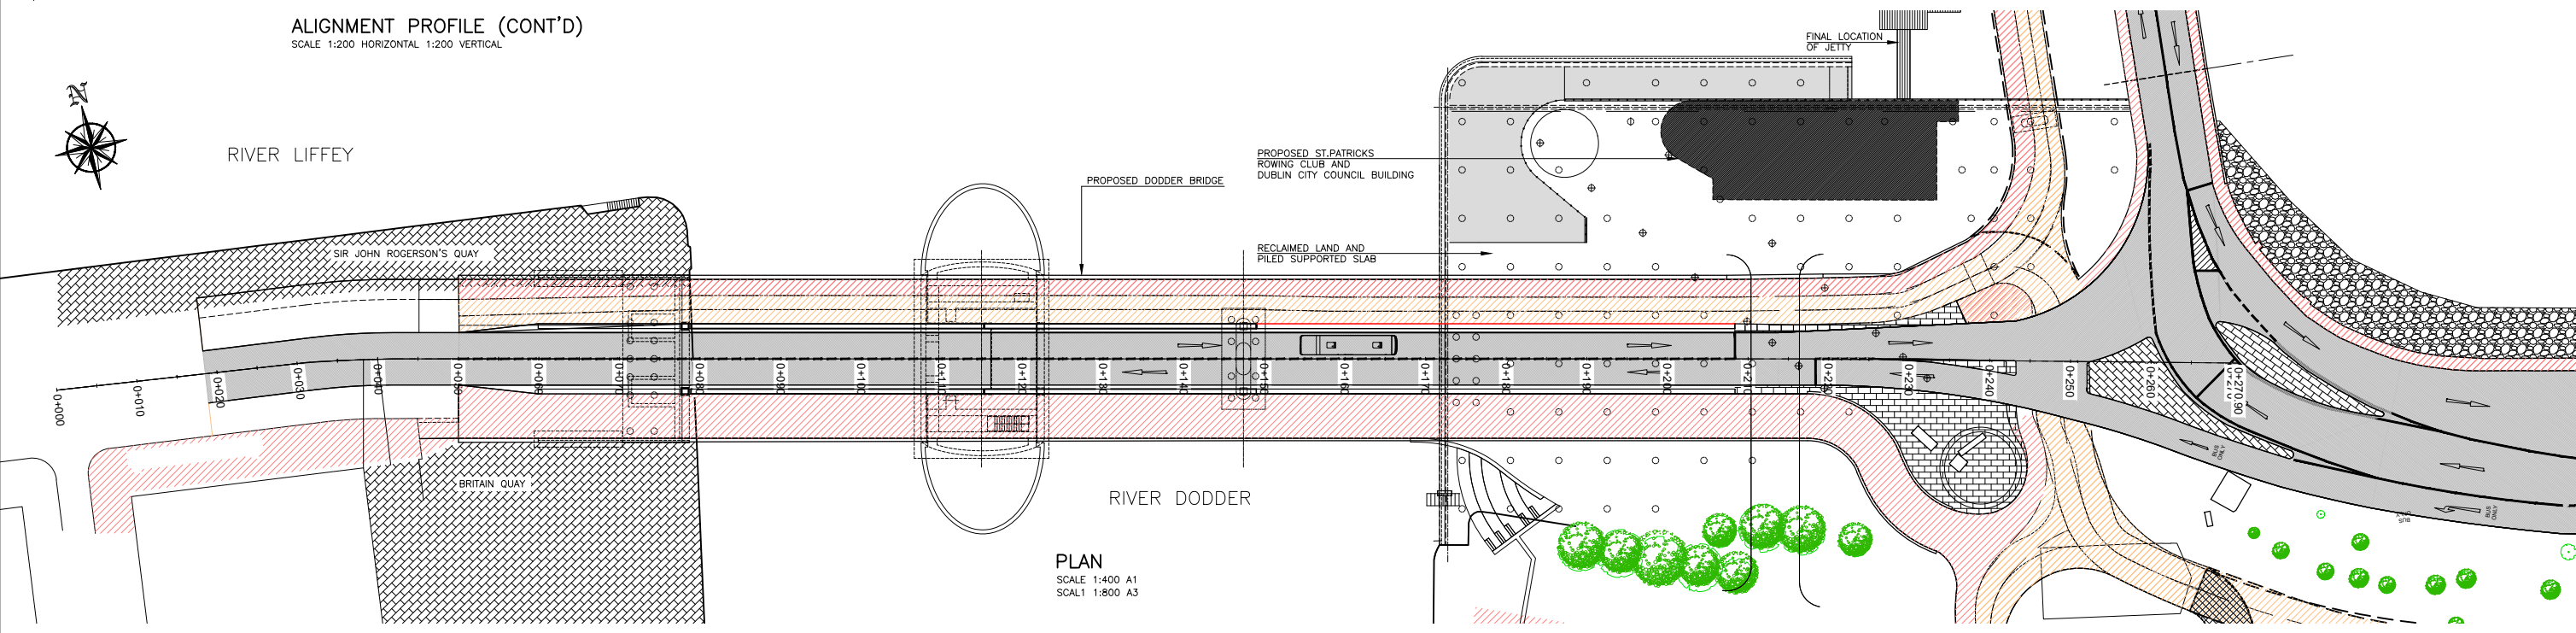 ALIGNMENT PROFILE (CONT'D)
SCALE 1:200 HORIZONTAL 1:200 VERTICAL
N
RIVER LIFFEY
FINAL LOCATION
OF JETTY
PROPOSED ST.PATRICKS
ROWING CLUB AND
DUBLIN CITY COUNCIL BUILDING
PROPOSED DODDER BRIDGE
SIR JOHN ROGERSON'S QUAY
RECLAIMED LAND AND
PILED SUPPORTED SLAB
0+000
0+010
0+020
0+030
0+040
0+050
0+060
0+070
0+080
0+090
0+100
0+110
0+120
0+130
0+140
0+150
0+160
0+170
0+180
0+190
0+200
0+210
0+220
0+230
0+240
0+250
0+260
0+270.90
BUS
ONLY
BUS
ONLY
BRITAIN QUAY
RIVER DODDER
PLAN
SCALE 1:400 A1
SCAL1 1:800 A3